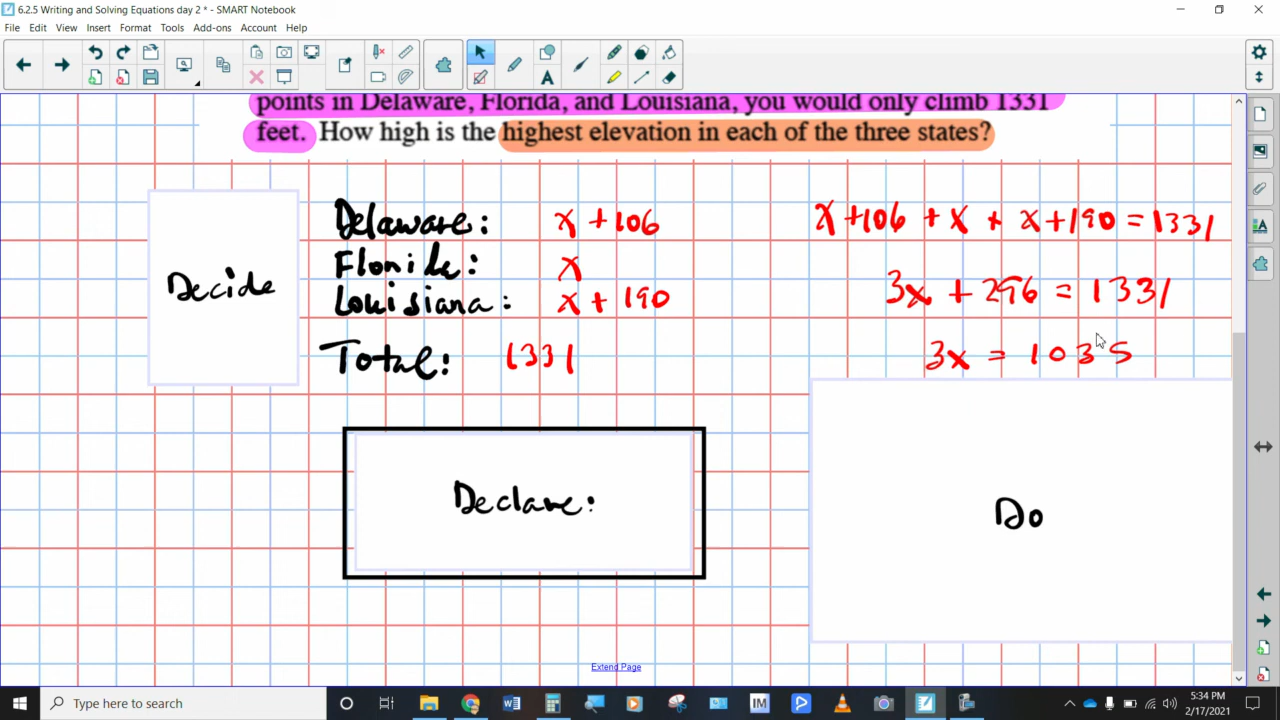 6.2.5 Writing and Solving Equations day 2 * - SMART Notebook
File Edit View Insert Format Tools Add-ons Help
points in Delaware, Florida, and Louisiana, you would only climb 1331
feet. How high is the highest elevation in each of the three states?
Decide
Delaware: x + 106
Florida: x
Louisiana: x + 190
Total: 1331
x + 106 + x + x + 190 = 1331
3x + 296 = 1331
3x = 1035
Declare:
Do
Extend Page
Type here to search
5:34 PM
2/17/2021